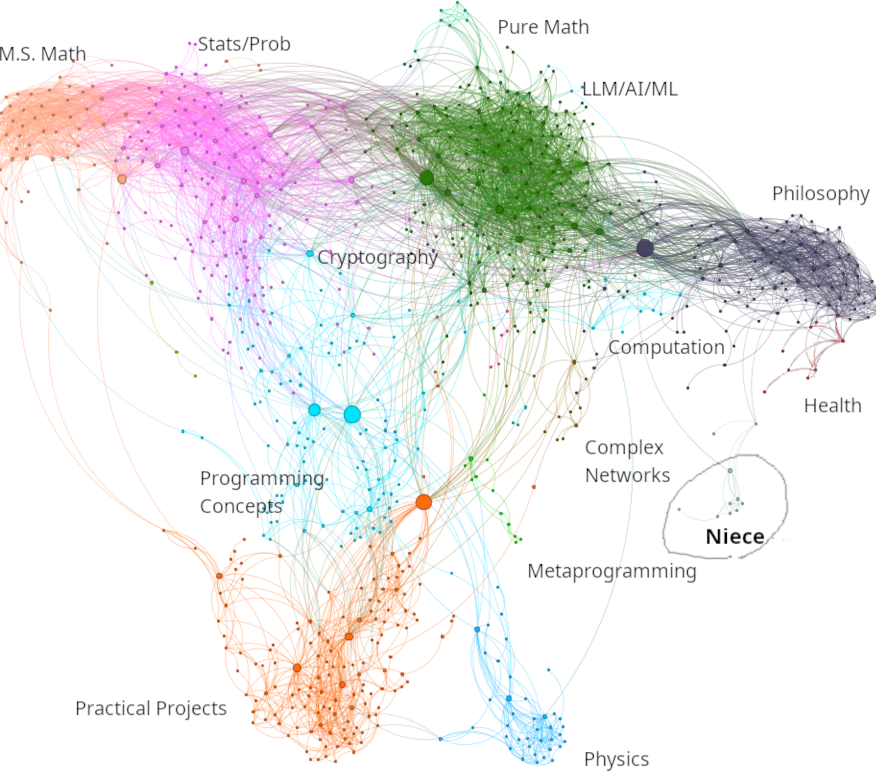 Pure Math
Stats/Prob
M.S. Math
LLM/AI/ML
Philosophy
Cryptography
Computation
Health
Complex
Networks
Programming
Concepts
Niece
Metaprogramming
Practical Projects
Physics